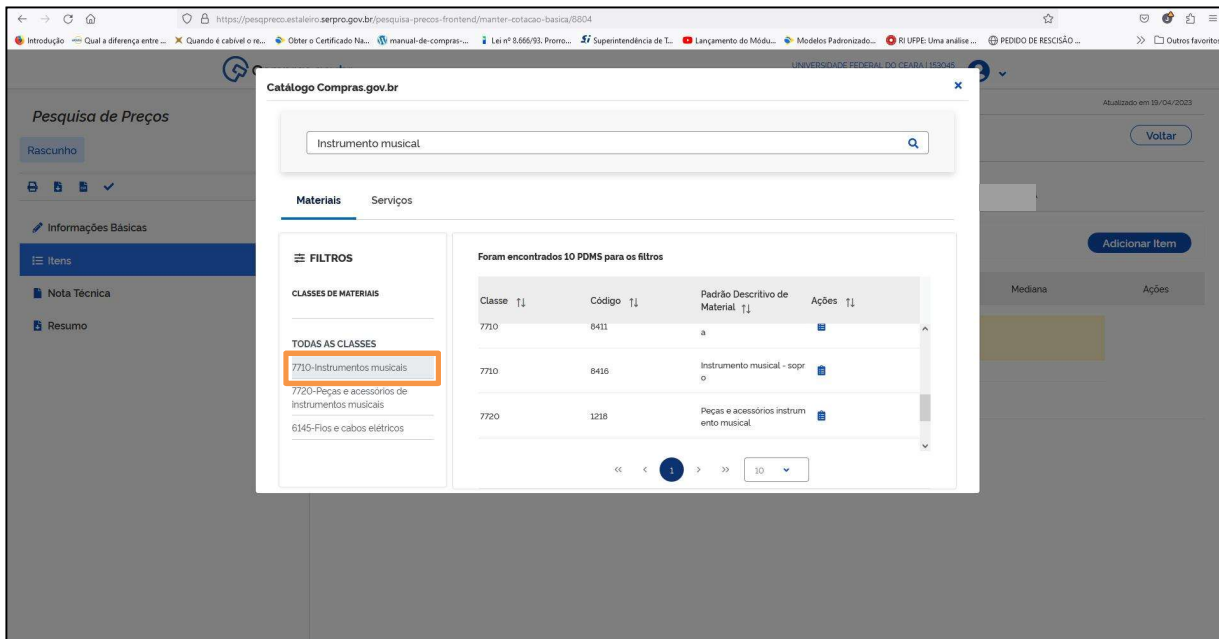 https://pesqpreco.estaleiro.serpro.gov.br/pesquisa-precos-frontend/manter-cotacao-basica/8804
Introdução Qual a diferença entre ... Quando é cabível o re... Obter o Certificado Na... manual-de-compras-... Lei nº 8.666/93. Prorro... Superintendência de T... Lançamento do Módu... Modelos Padronizado... RI UFPE: Uma análise ... PEDIDO DE RESCISÃO ... Outros favoritos
UNIVERSIDADE FEDERAL DO CEARA | 153045
Catálogo Compras.gov.br
Atualizado em 19/04/2023
Pesquisa de Preços
Voltar
Rascunho
Instrumento musical
Materiais Serviços
Informações Básicas
Itens
Nota Técnica
Resumo
Adicionar Item
Mediana Ações
FILTROS
CLASSES DE MATERIAIS
TODAS AS CLASSES
7710-Instrumentos musicais
7720-Peças e acessórios de
instrumentos musicais
6145-Fios e cabos elétricos
Foram encontrados 10 PDMS para os filtros
Classe Código Padrão Descritivo de Ações
Material
7710 8411 a
7710 8416 Instrumento musical - sopr
o
7720 1218 Peças e acessórios instrum
ento musical
« ‹ 1 › » 10